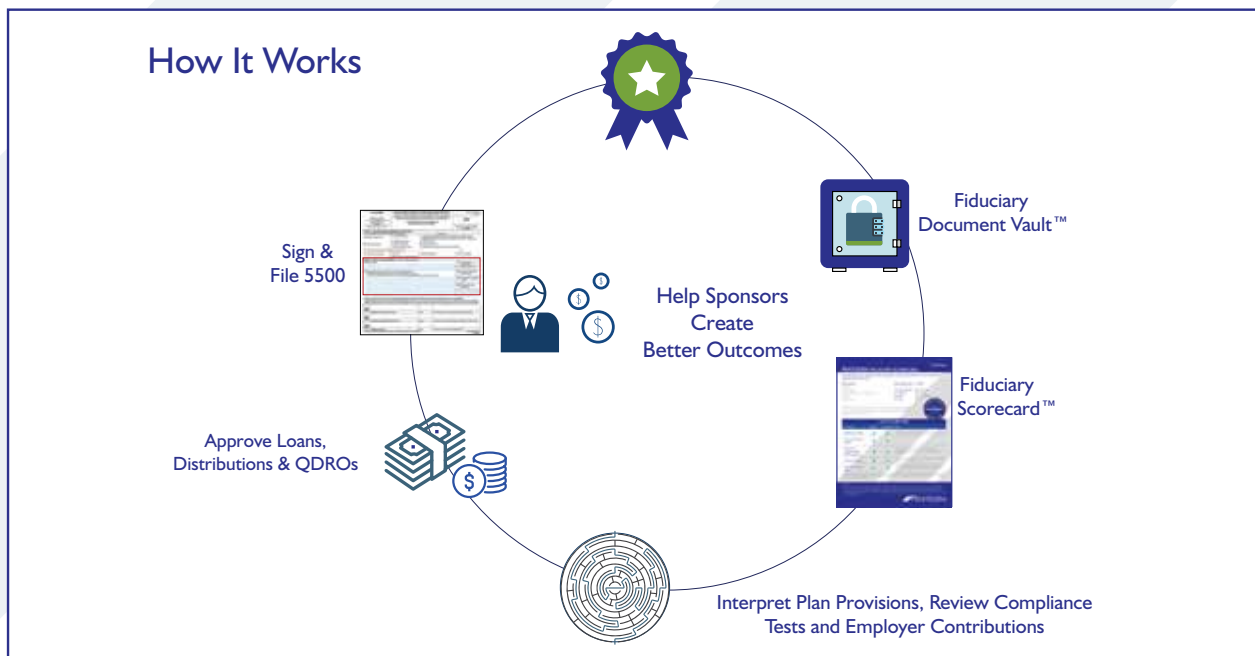 How It Works
Fiduciary
Document Vault™
Sign &
File 5500
Help Sponsors
Create
Better Outcomes
Fiduciary
Scorecard™
Approve Loans,
Distributions & QDROs
Interpret Plan Provisions, Review Compliance
Tests and Employer Contributions